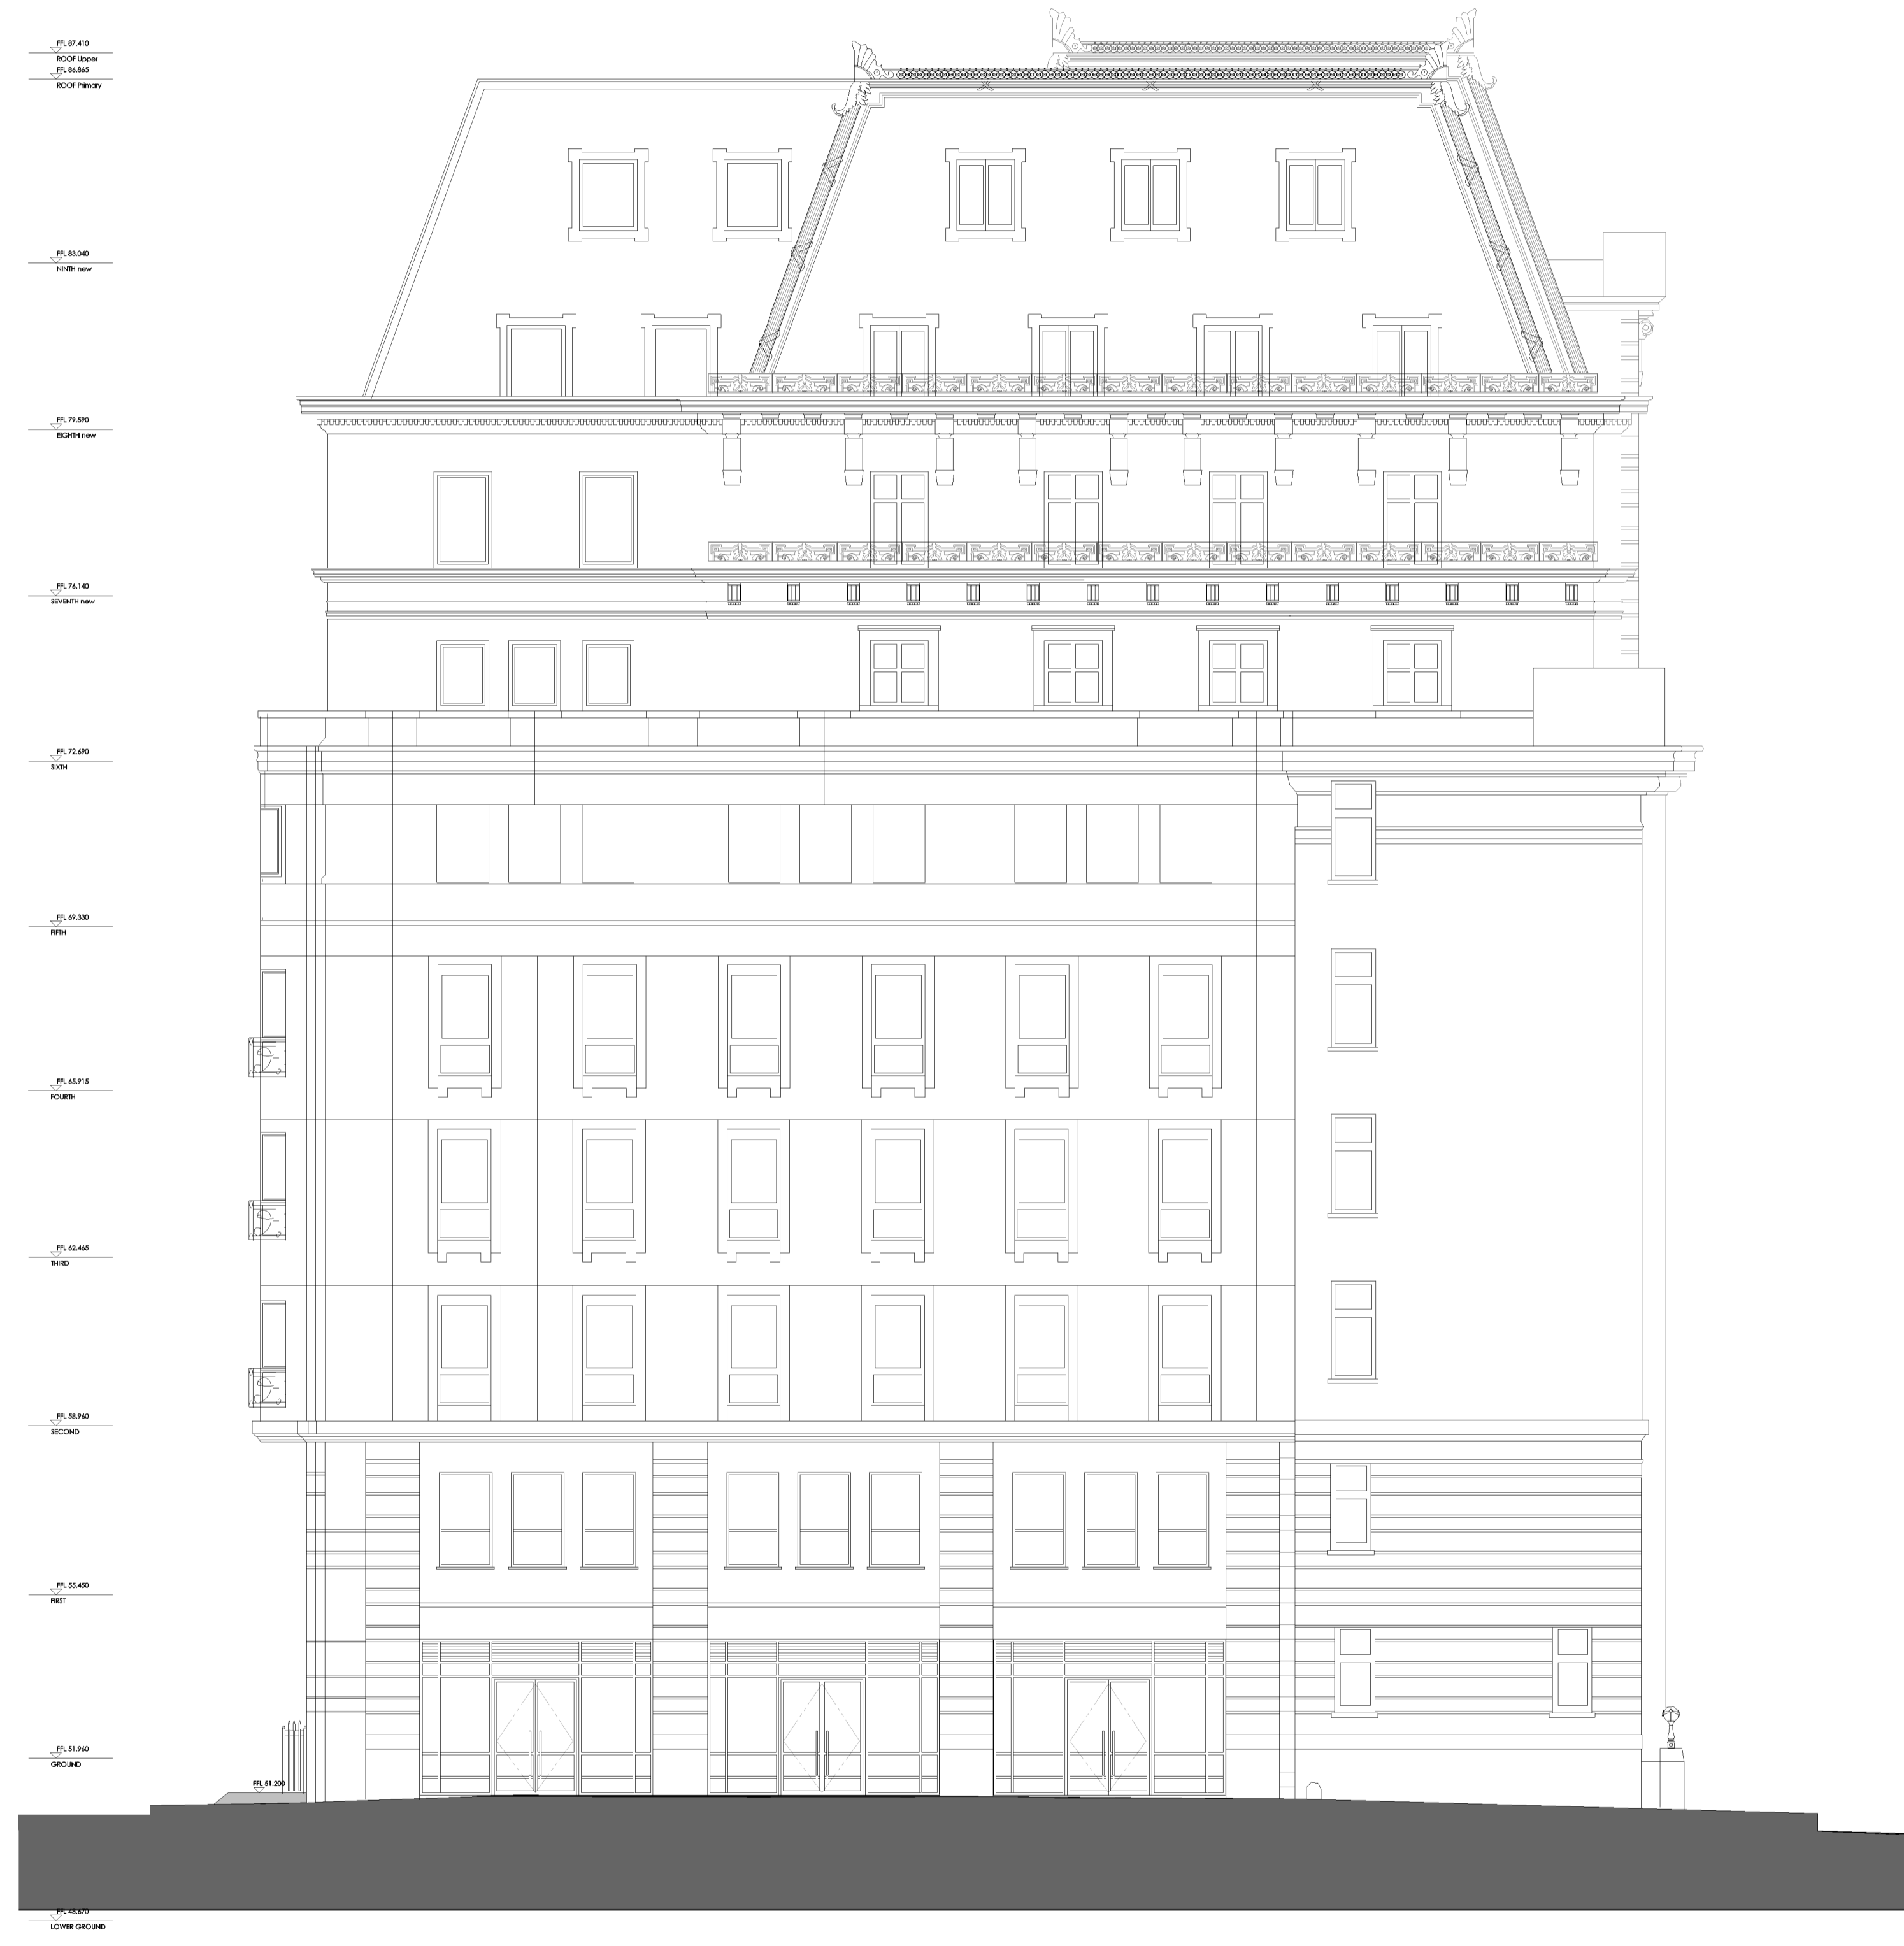 FFL 87.410
ROOF Upper
FFL 86.865
ROOF Primary
FFL 83.040
NINTH new
FFL 79.590
EIGHTH new
FFL 76.140
SEVENTH new
FFL 72.690
SIXTH
FFL 69.330
FIFTH
FFL 65.915
FOURTH
FFL 62.465
THIRD
FFL 58.960
SECOND
FFL 55.450
FIRST
FFL 51.960
GROUND
FFL 51.200
FFL 48.670
LOWER GROUND